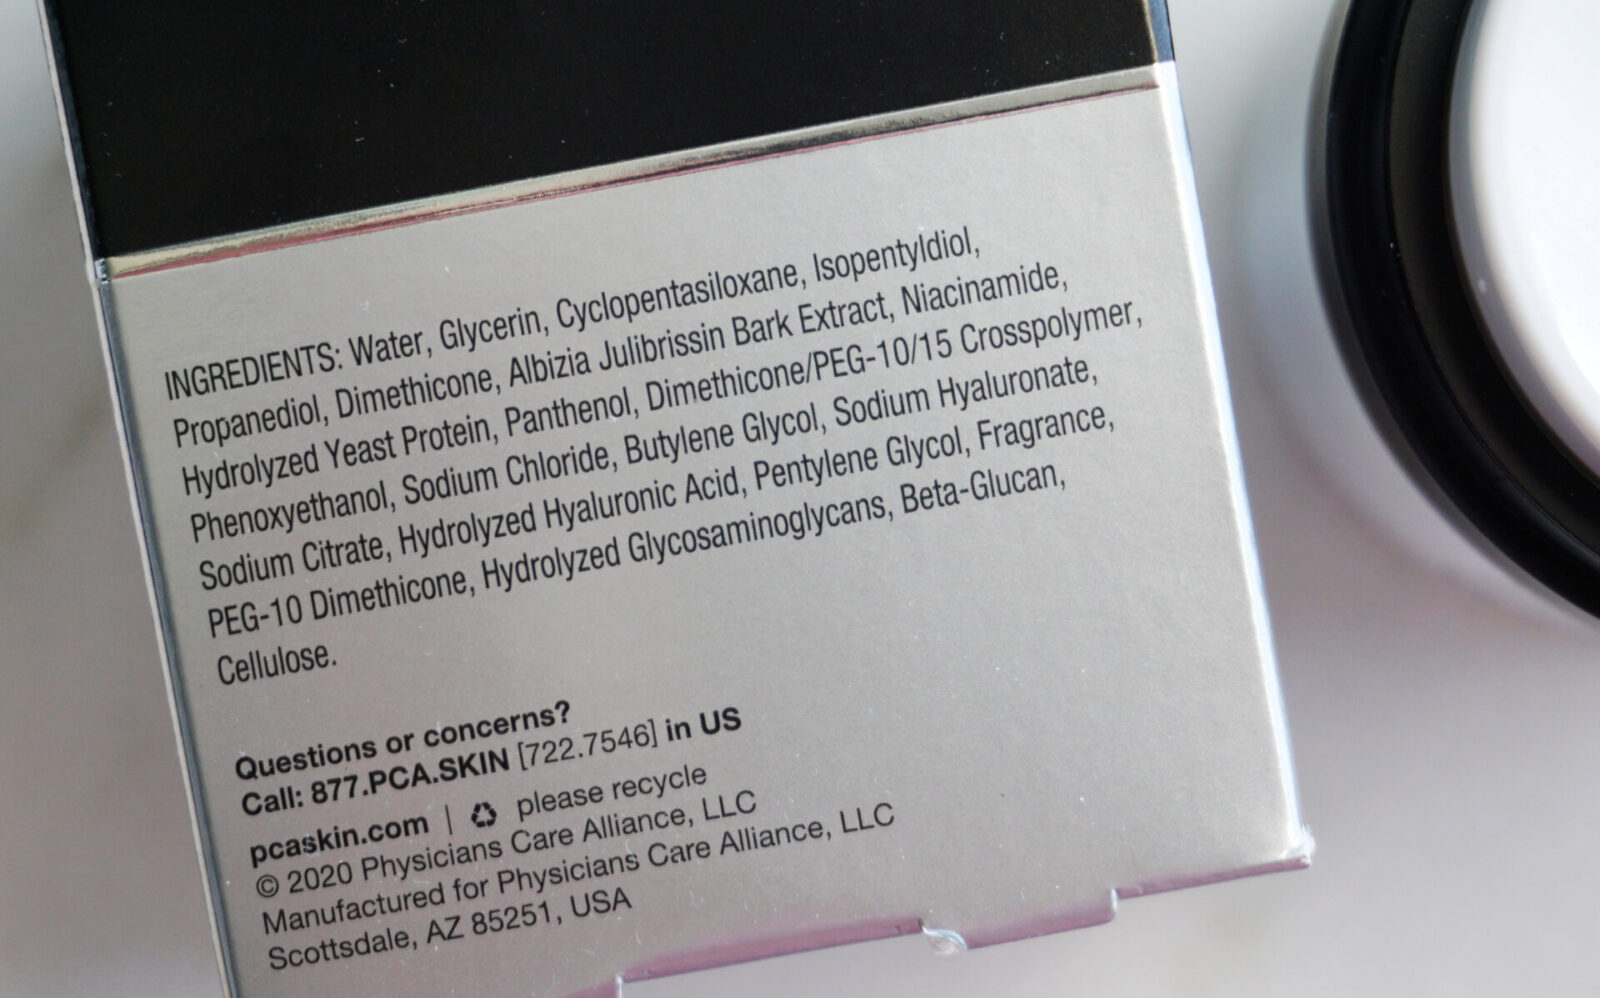 INGREDIENTS: Water, Glycerin, Cyclopentasiloxane, Isopentyldiol,
Propanediol, Dimethicone, Albizia Julibrissin Bark Extract, Niacinamide,
Hydrolyzed Yeast Protein, Panthenol, Dimethicone/PEG-10/15 Crosspolymer,
Phenoxyethanol, Sodium Chloride, Butylene Glycol, Sodium Hyaluronate,
Sodium Citrate, Hydrolyzed Hyaluronic Acid, Pentylene Glycol, Fragrance,
PEG-10 Dimethicone, Hydrolyzed Glycosaminoglycans, Beta-Glucan,
Cellulose.
Questions or concerns?
Call: 877.PCA.SKIN [722.7546] in US
pcaskin.com | ♻ please recycle
© 2020 Physicians Care Alliance, LLC
Manufactured for Physicians Care Alliance, LLC
Scottsdale, AZ 85251, USA